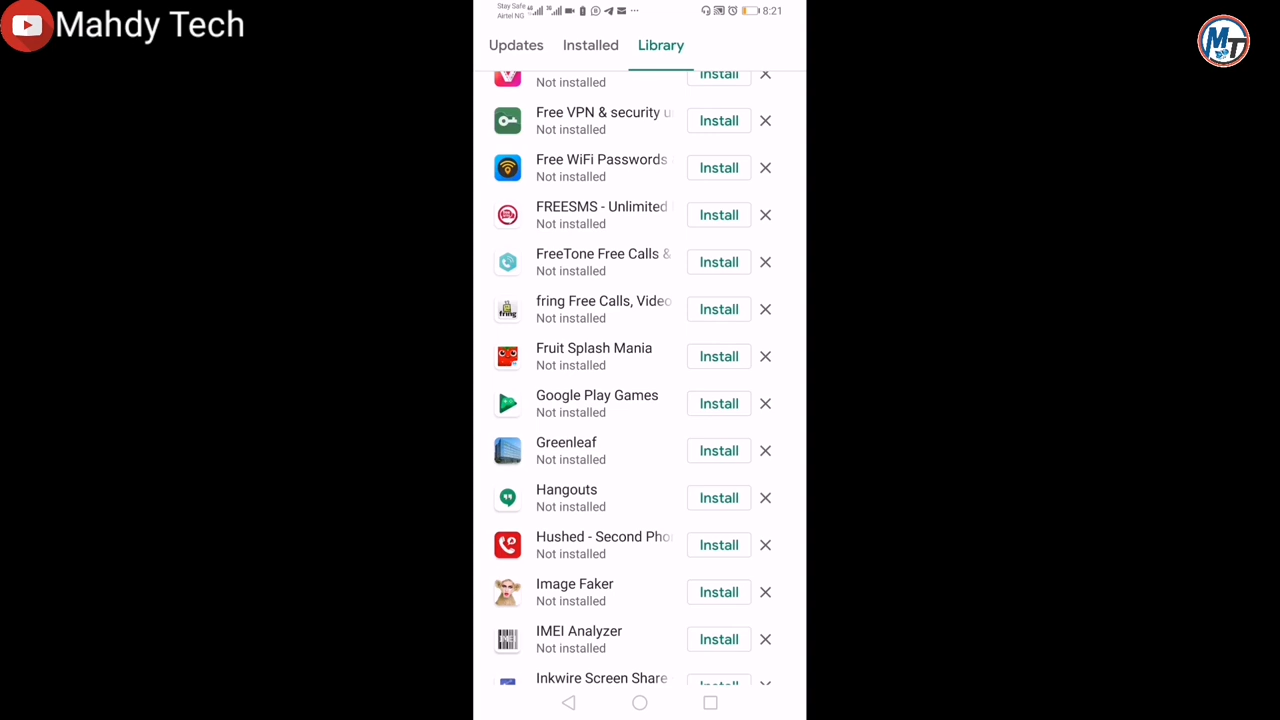 Mahdy Tech
MT
Stay Safe
Airtel NG
8:21
Updates Installed Library
Not installed Install
Free VPN & security u
Not installed Install
Free WiFi Passwords
Not installed Install
FREESMS - Unlimited
Not installed Install
FreeTone Free Calls &
Not installed Install
fring Free Calls, Video
Not installed Install
Fruit Splash Mania
Not installed Install
Google Play Games
Not installed Install
Greenleaf
Not installed Install
Hangouts
Not installed Install
Hushed - Second Pho
Not installed Install
Image Faker
Not installed Install
IMEI Analyzer
Not installed Install
Inkwire Screen Share
Install